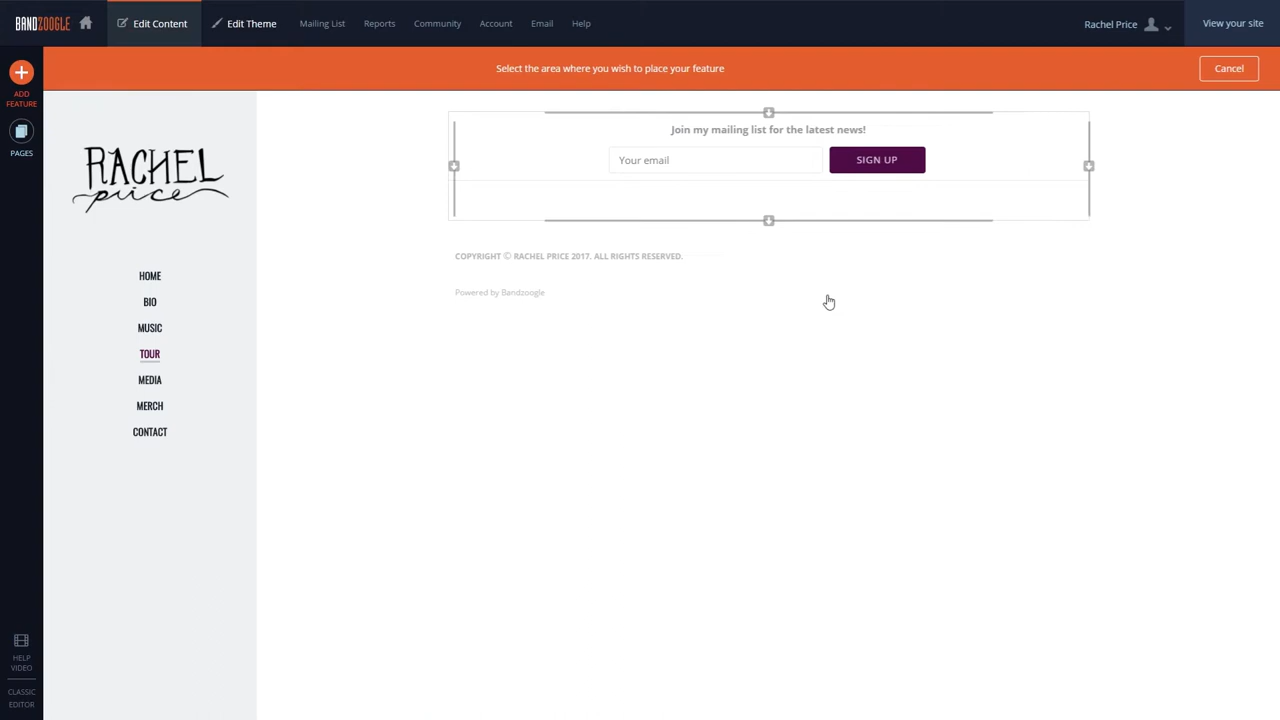 BANDZOOGLE
Edit Content
Edit Theme
Mailing List
Reports
Community
Account
Email
Help
Rachel Price
View your site
Select the area where you wish to place your feature
Cancel
ADD
FEATURE
PAGES
RACHEL
price
HOME
BIO
MUSIC
TOUR
MEDIA
MERCH
CONTACT
Join my mailing list for the latest news!
Your email
SIGN UP
COPYRIGHT © RACHEL PRICE 2017. ALL RIGHTS RESERVED.
Powered by Bandzoogle
HELP
VIDEO
CLASSIC
EDITOR